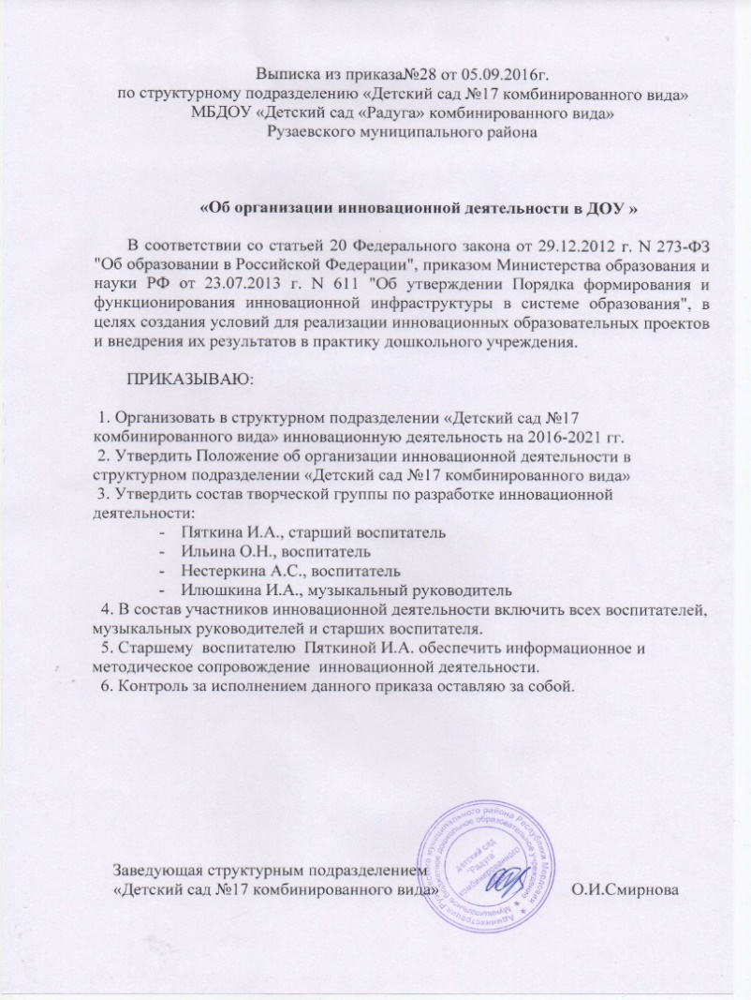 Выписка из приказа№28 от 05.09.2016г.
по структурному подразделению «Детский сад №17 комбинированного вида»
МБДОУ «Детский сад «Радуга» комбинированного вида»
Рузаевского муниципального района
«Об организации инновационной деятельности в ДОУ »
В соответствии со статьей 20 Федерального закона от 29.12.2012 г. N 273-ФЗ
"Об образовании в Российской Федерации", приказом Министерства образования и
науки РФ от 23.07.2013 г. N 611 "Об утверждении Порядка формирования и
функционирования инновационной инфраструктуры в системе образования", в
целях создания условий для реализации инновационных образовательных проектов
и внедрения их результатов в практику дошкольного учреждения.
ПРИКАЗЫВАЮ:
1. Организовать в структурном подразделении «Детский сад №17
комбинированного вида» инновационную деятельность на 2016-2021 гг.
2. Утвердить Положение об организации инновационной деятельности в
структурном подразделении «Детский сад №17 комбинированного вида»
3. Утвердить состав творческой группы по разработке инновационной
деятельности:
- Пяткина И.А., старший воспитатель
- Ильина О.Н., воспитатель
- Нестеркина А.С., воспитатель
- Илюшкина И.А., музыкальный руководитель
4. В состав участников инновационной деятельности включить всех воспитателей,
музыкальных руководителей и старших воспитателя.
5. Старшему воспитателю Пяткиной И.А. обеспечить информационное и
методическое сопровождение инновационной деятельности.
6. Контроль за исполнением данного приказа оставляю за собой.
Заведующая структурным подразделением
«Детский сад №17 комбинированного вида» О.И.Смирнова
Администрация Рузаевского муниципального района Республики Мордовия
Муниципальное бюджетное дошкольное образовательное учреждение
детский сад
"Радуга"
комбинированного